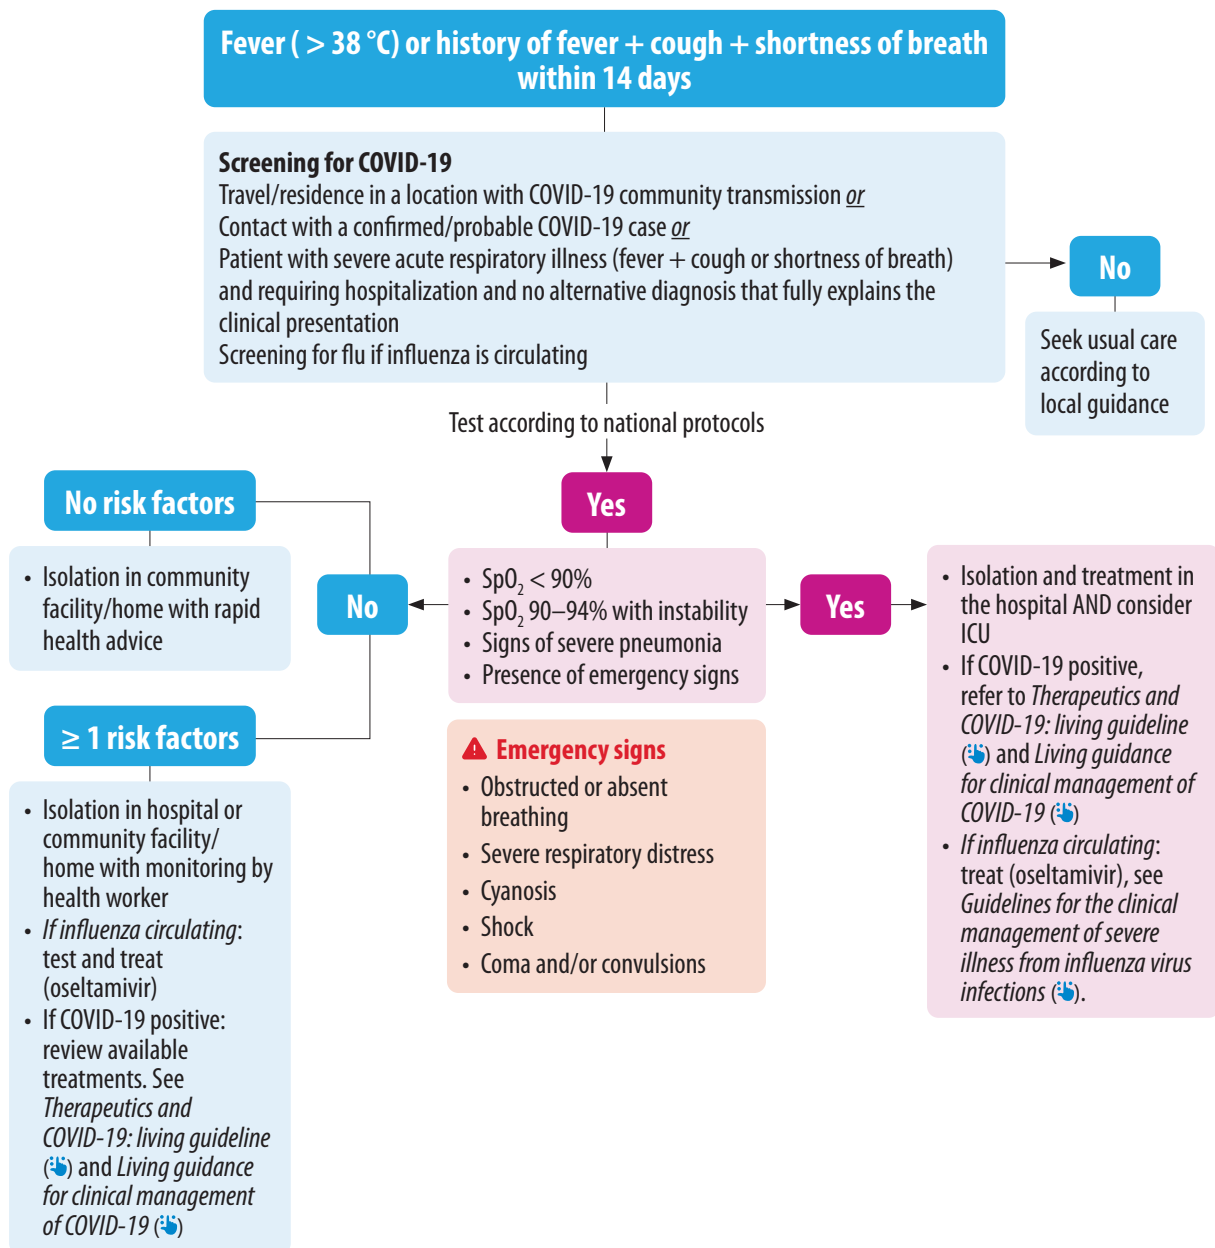 Fever ( > 38 °C) or history of fever + cough + shortness of breath
within 14 days
Screening for COVID-19
Travel/residence in a location with COVID-19 community transmission or
Contact with a confirmed/probable COVID-19 case or
Patient with severe acute respiratory illness (fever + cough or shortness of breath)
and requiring hospitalization and no alternative diagnosis that fully explains the
clinical presentation
Screening for flu if influenza is circulating
No
Seek usual care
according to
local guidance
Test according to national protocols
Yes
• SpO₂ < 90%
• SpO₂ 90–94% with instability
• Signs of severe pneumonia
• Presence of emergency signs
No
No risk factors
• Isolation in community
facility/home with rapid
health advice
≥ 1 risk factors
• Isolation in hospital or
community facility/
home with monitoring by
health worker
• If influenza circulating:
test and treat
(oseltamivir)
• If COVID-19 positive:
review available
treatments. See
Therapeutics and
COVID-19: living guideline
( ) and Living guidance
for clinical management
of COVID-19 ( )
Emergency signs
• Obstructed or absent
breathing
• Severe respiratory distress
• Cyanosis
• Shock
• Coma and/or convulsions
Yes
• Isolation and treatment in
the hospital AND consider
ICU
• If COVID-19 positive,
refer to Therapeutics and
COVID-19: living guideline
( ) and Living guidance
for clinical management of
COVID-19 ( )
• If influenza circulating:
treat (oseltamivir), see
Guidelines for the clinical
management of severe
illness from influenza virus
infections ( ).